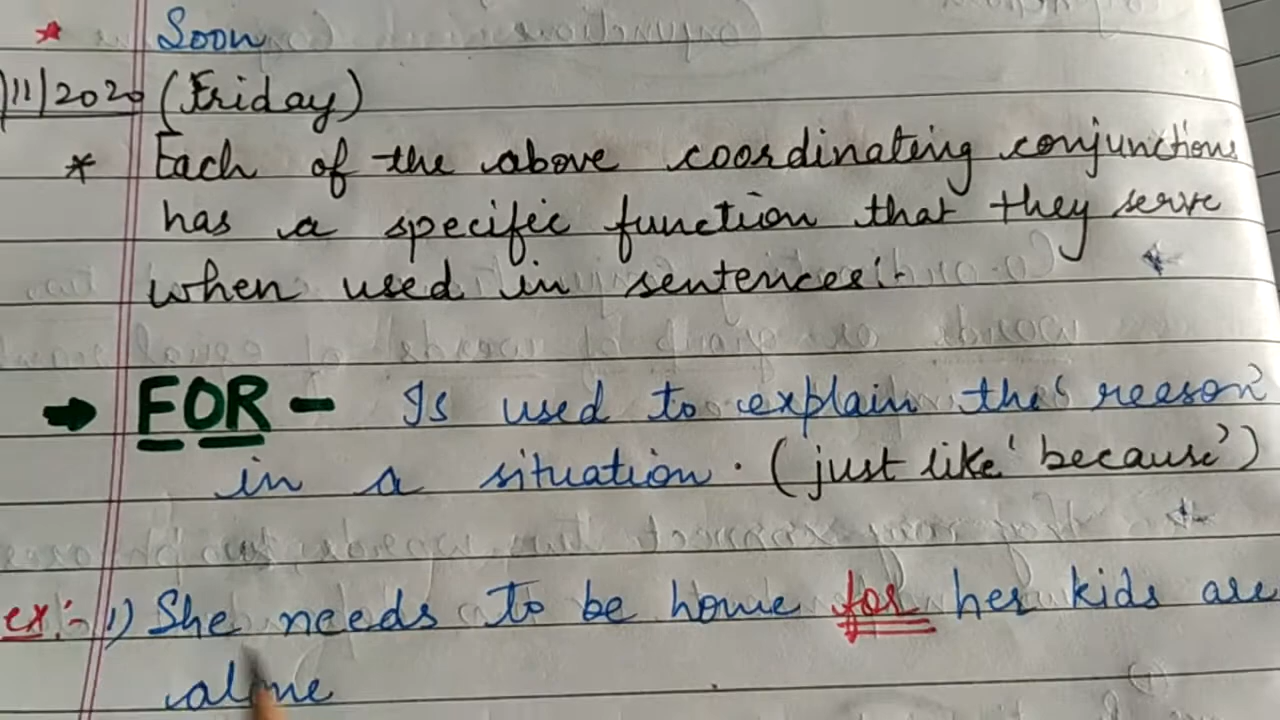 * Soon
/11/2020 (Friday)
* Each of the above coordinating conjunctions
has a specific function that they serve
when used in sentences:-
→ FOR - Is used to explain the 'reason'
in a situation. (just like 'because')
ex:- 1) She needs to be home for her kids are
alone